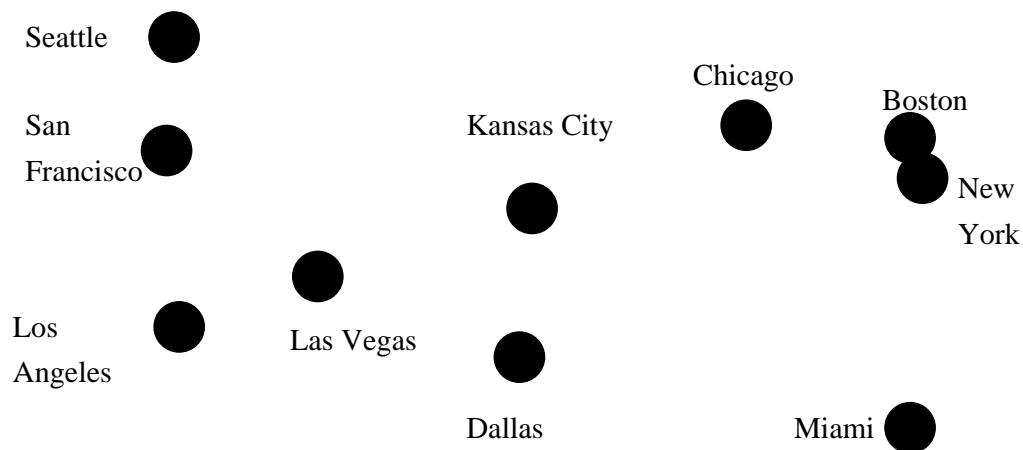 Seattle
Chicago
Boston
San
Francisco
Kansas City
New
York
Los
Angeles
Las Vegas
Dallas
Miami